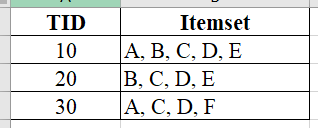 TID Itemset
10 A, B, C, D, E
20 B, C, D, E
30 A, C, D, F